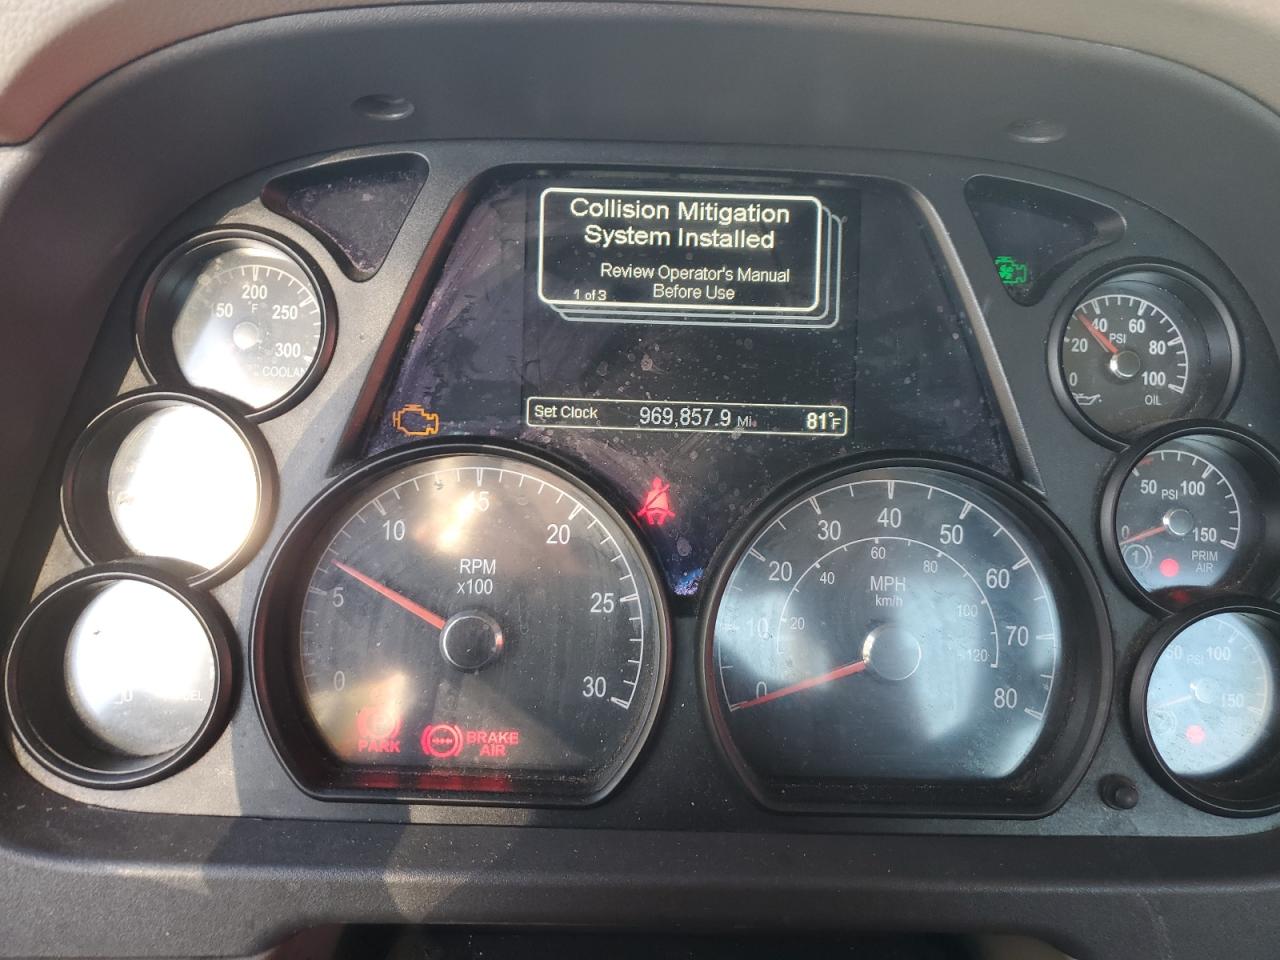 Collision Mitigation
System Installed
Review Operator's Manual
Before Use
1 of 3
Set Clock 969,857.9 Mi. 81°F
200
250
300
°F
COOLAN
0
5
10
15
20
25
30
RPM
x100
PARK
BRAKE
AIR
0
10
20
30
40
50
60
70
80
MPH
km/h
20
40
60
80
100
120
0
20
40
60
80
100
PSI
OIL
0
50
PSI
100
150
1
PRIM
AIR
PSI
100
150